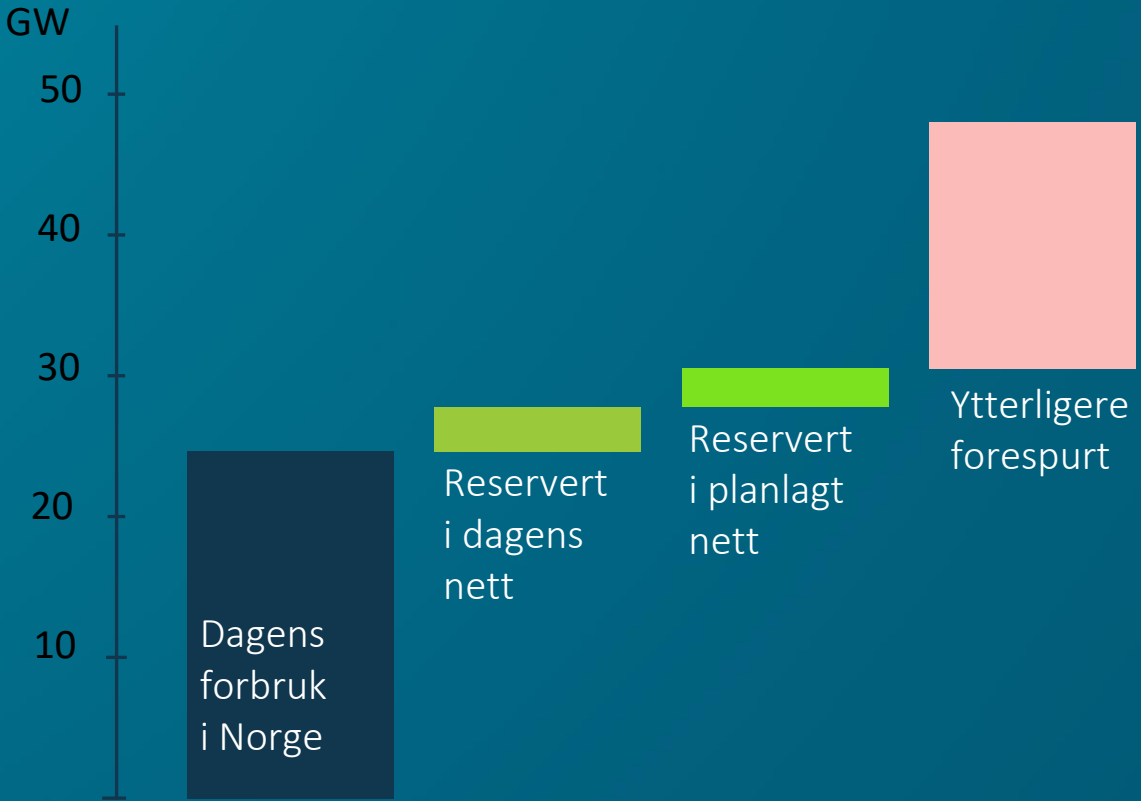 GW
50
40
30
20
10
Dagens
forbruk
i Norge
Reservert
i dagens
nett
Reservert
i planlagt
nett
Ytterligere
forespurt